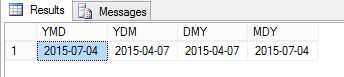 Results Messages
YMD YDM DMY MDY
1 2015-07-04 2015-04-07 2015-04-07 2015-07-04